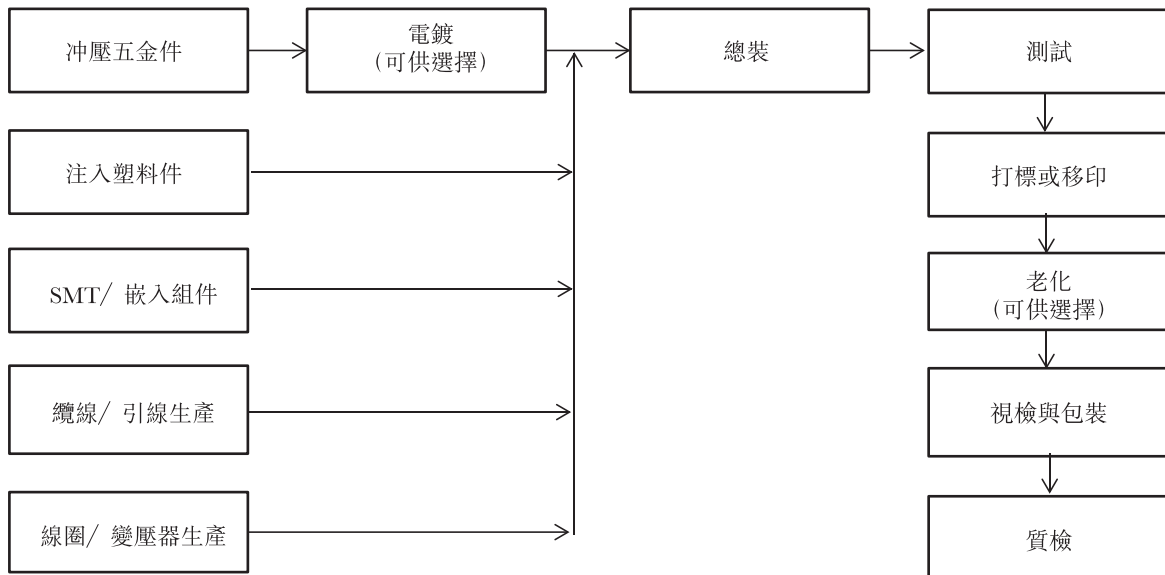 冲壓五金件
電鍍
(可供選擇)
總裝
測試
注入塑料件
打標或移印
SMT/ 嵌入組件
老化
(可供選擇)
纜線/ 引線生產
視檢與包裝
線圈/ 變壓器生產
質檢